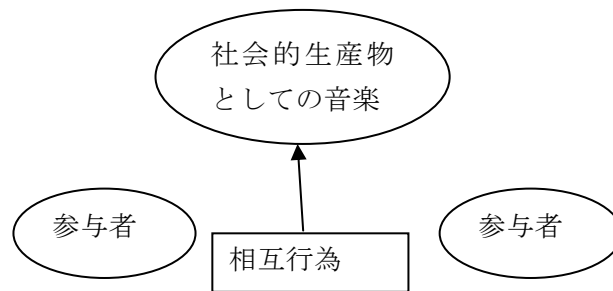 社会的生産物
としての音楽
参与者
参与者
相互行為